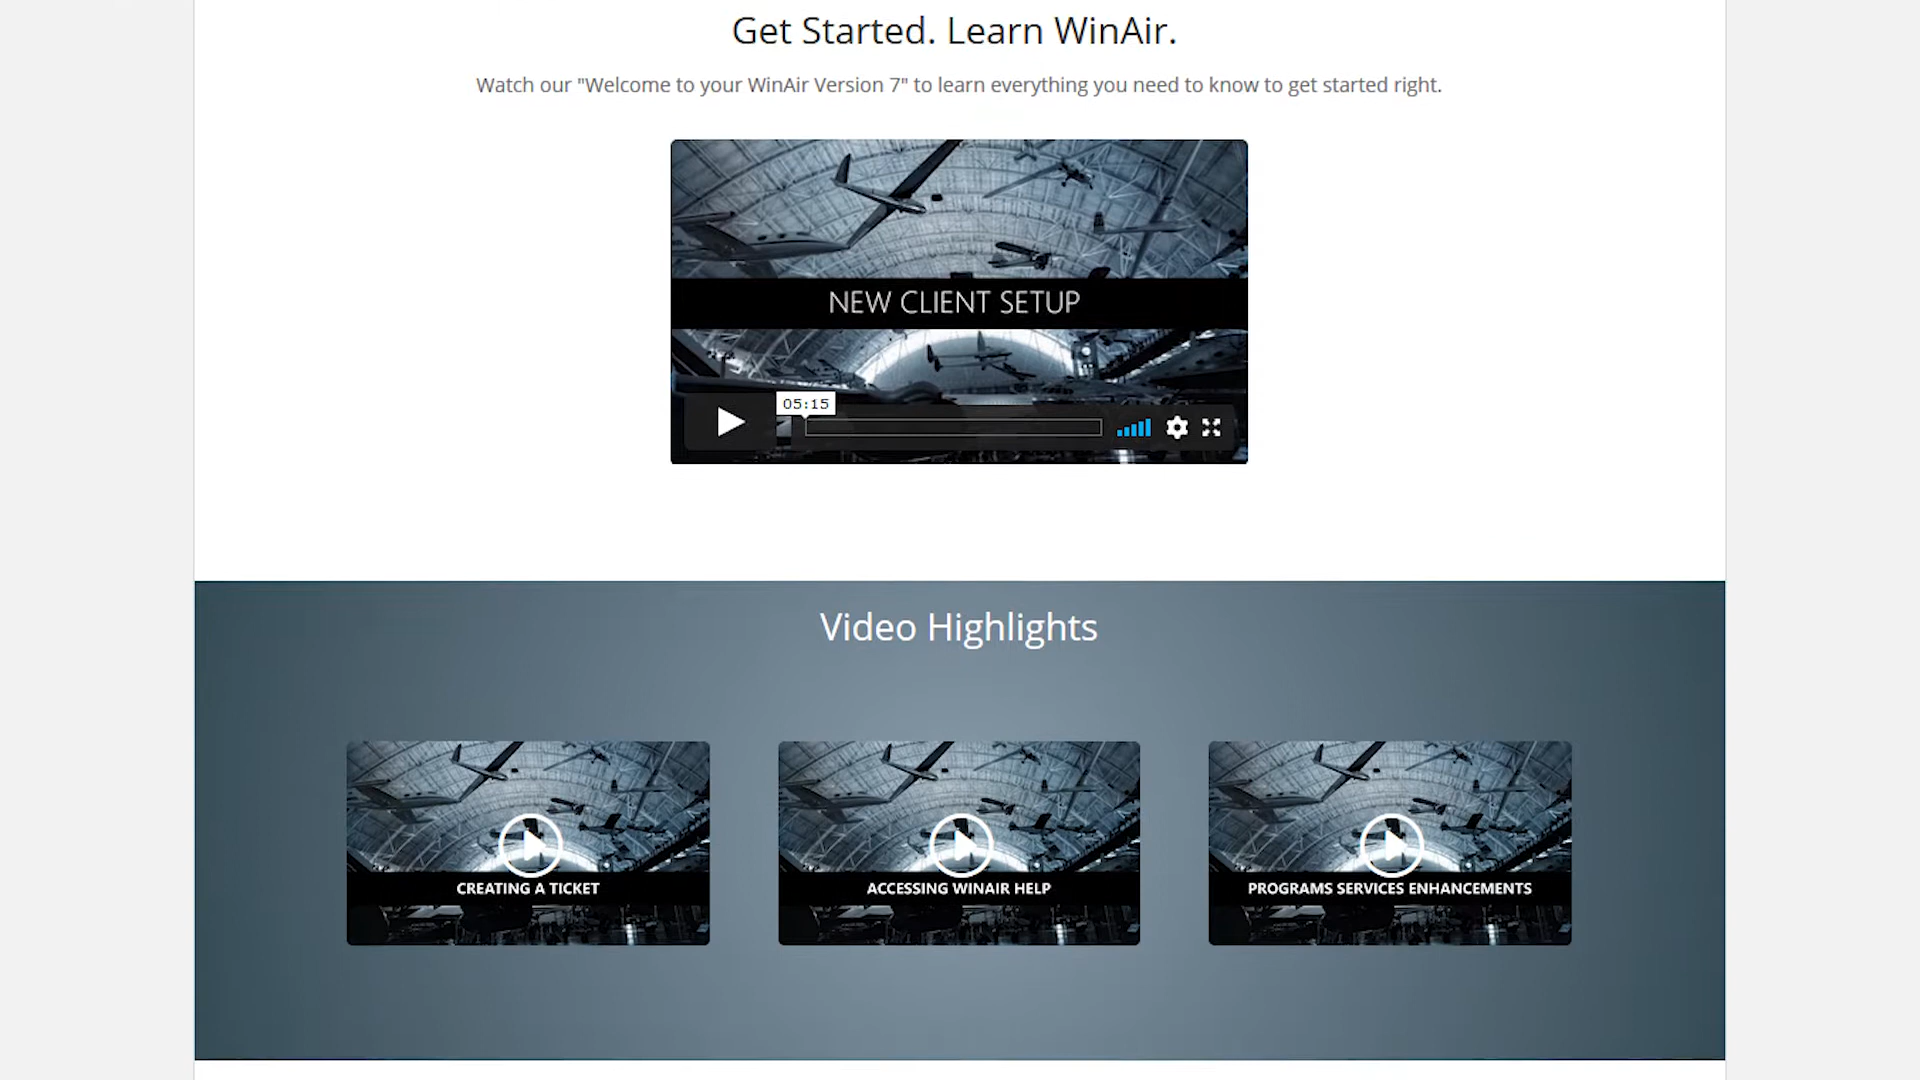 Get Started. Learn WinAir.
Watch our "Welcome to your WinAir Version 7" to learn everything you need to know to get started right.
NEW CLIENT SETUP
05:15
Video Highlights
CREATING A TICKET
ACCESSING WINAIR HELP
PROGRAMS SERVICES ENHANCEMENTS